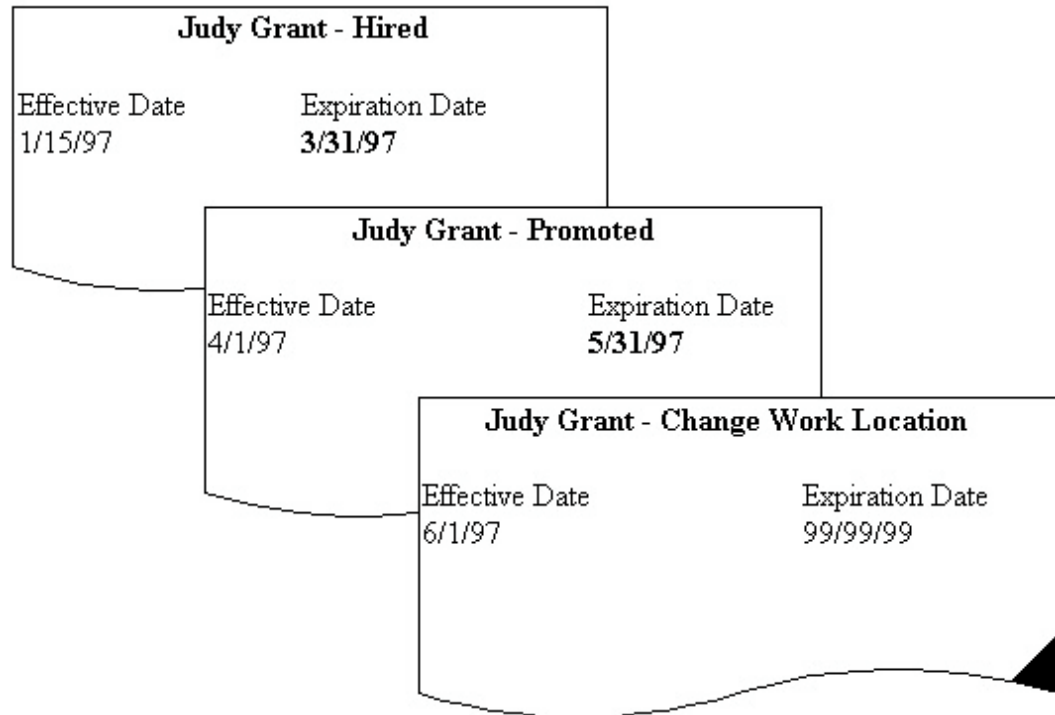 Judy Grant - Hired
Effective Date Expiration Date
1/15/97 3/31/97
Judy Grant - Promoted
Effective Date Expiration Date
4/1/97 5/31/97
Judy Grant - Change Work Location
Effective Date Expiration Date
6/1/97 99/99/99